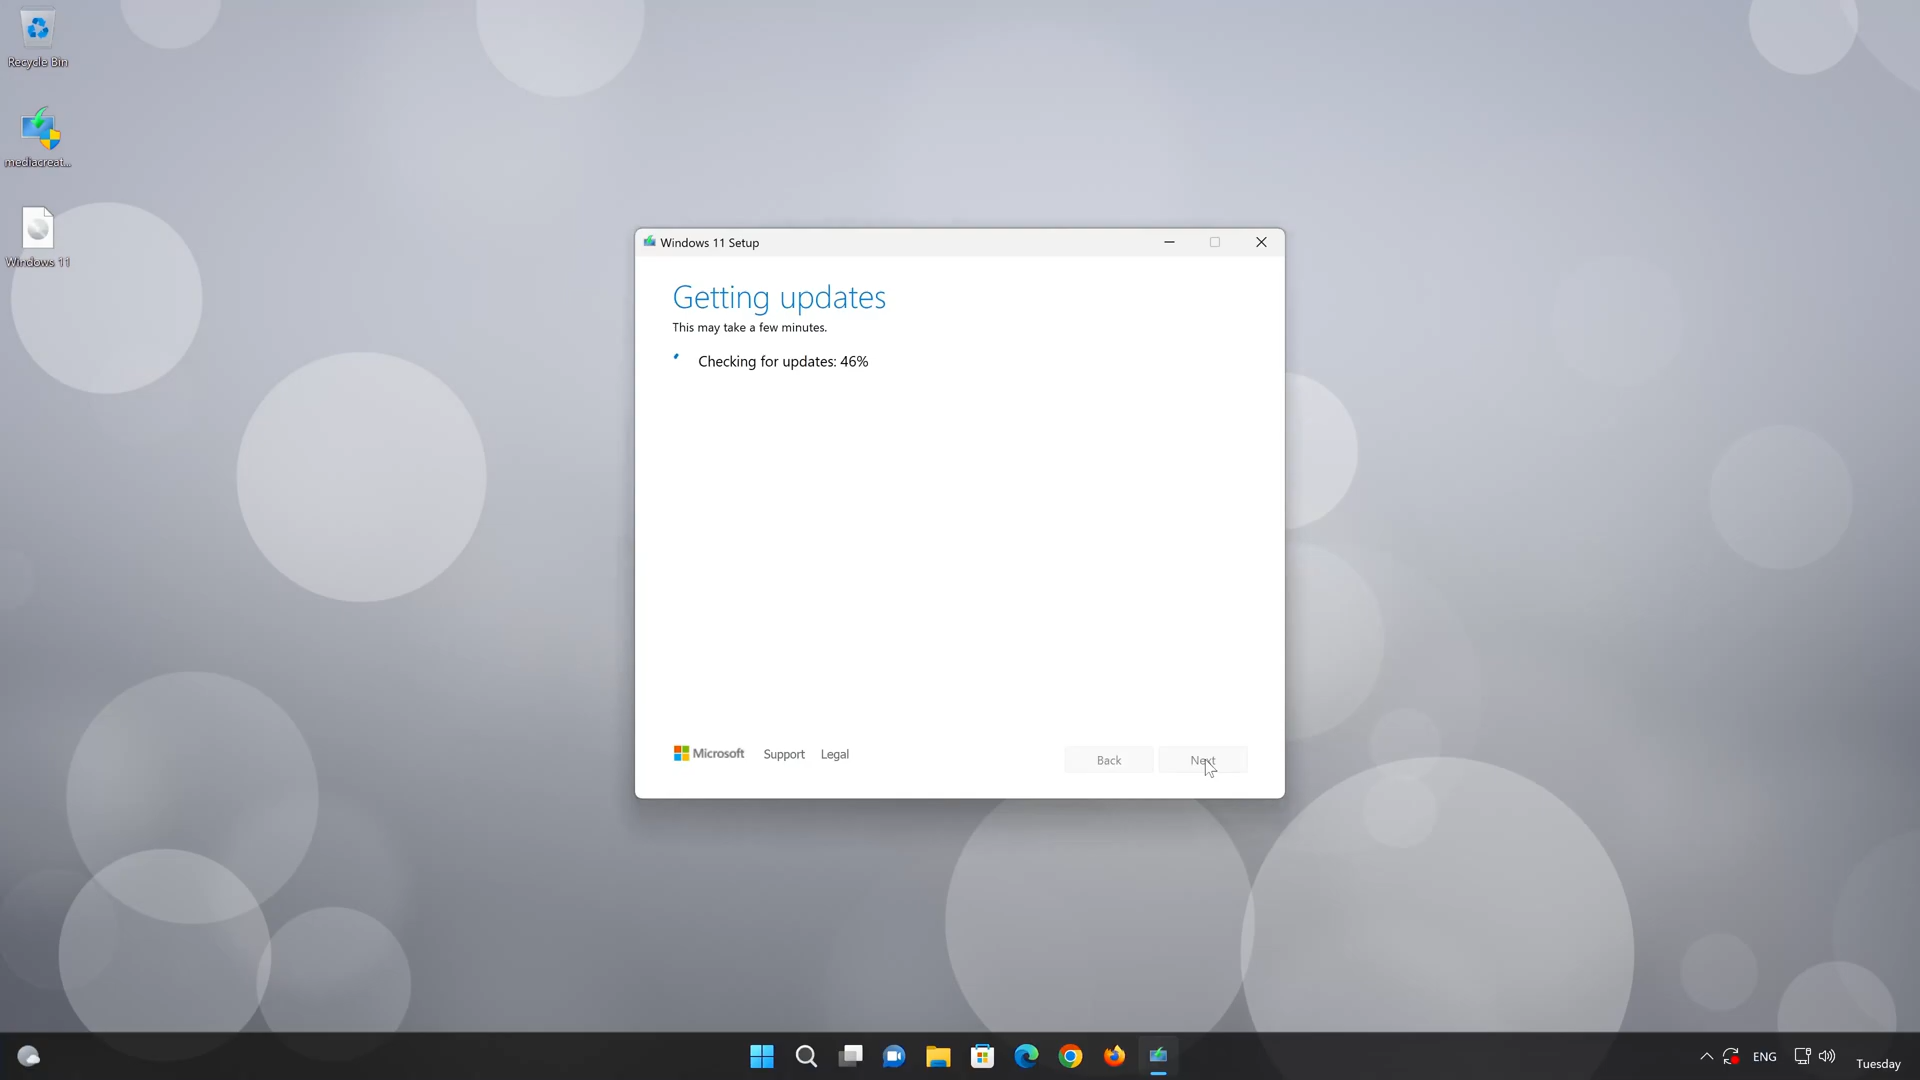 Recycle Bin
mediacreat...
Windows 11
Windows 11 Setup
Getting updates
This may take a few minutes.
Checking for updates: 46%
Microsoft
Support
Legal
Back
Next
ENG
Tuesday